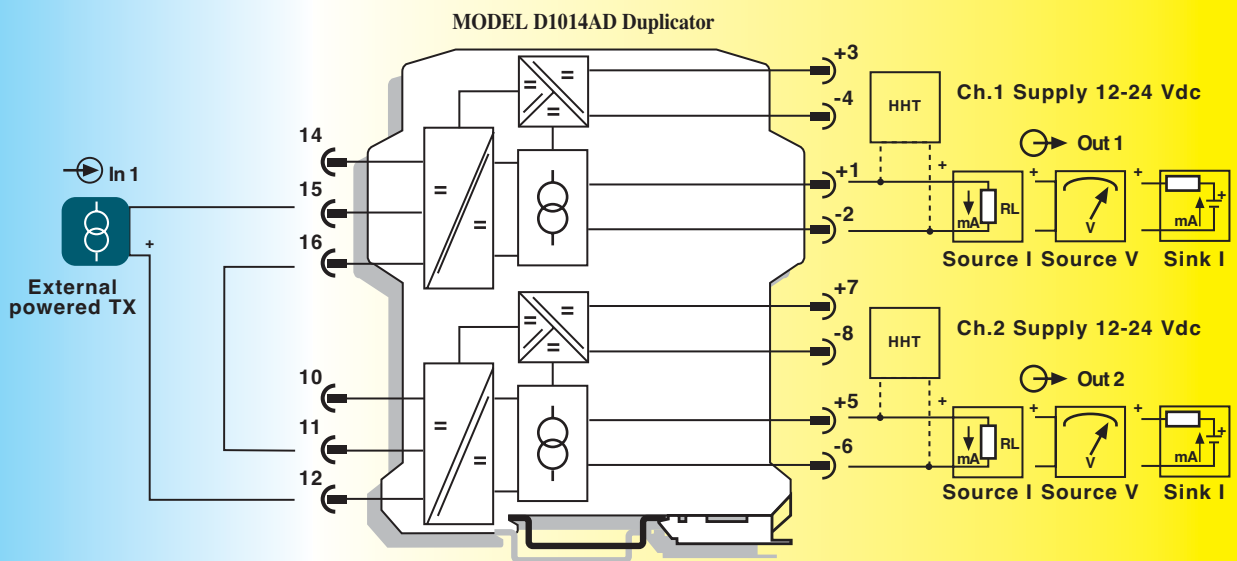 MODEL D1014AD Duplicator
In 1
+
External
powered TX
14
15
16
10
11
12
=
=
=
=
=
=
=
=
=
=
+3
-4
+1
-2
+7
-8
+5
-6
HHT
Ch.1 Supply 12-24 Vdc
Out 1
+
+
+
+
mA
RL
V
mA
Source I
Source V
Sink I
HHT
Ch.2 Supply 12-24 Vdc
Out 2
+
+
+
+
mA
RL
V
mA
Source I
Source V
Sink I